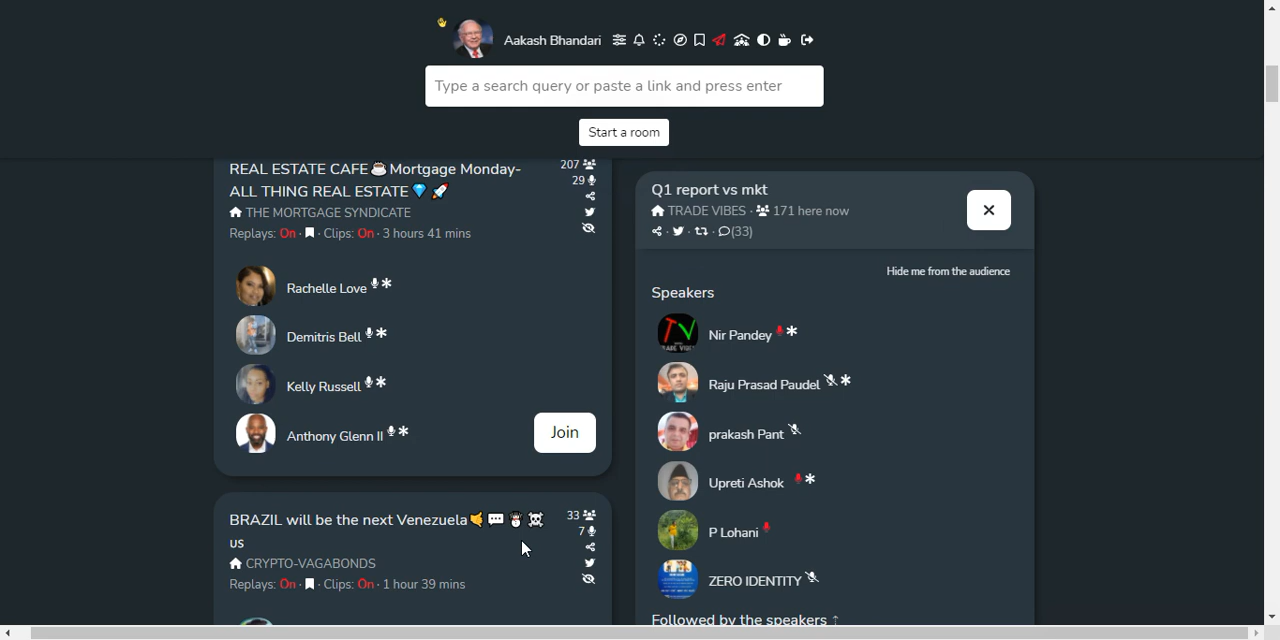 Aakash Bhandari
Type a search query or paste a link and press enter
Start a room
REAL ESTATE CAFE☕Mortgage Monday-
ALL THING REAL ESTATE 💎 🚀
THE MORTGAGE SYNDICATE
Replays: On · Clips: On · 3 hours 41 mins
207
29
Rachelle Love *
Demitris Bell *
Kelly Russell *
Anthony Glenn II *
Join
BRAZIL will be the next Venezuela🤙 💬 ☃ ☠
US
CRYPTO-VAGABONDS
Replays: On · Clips: On · 1 hour 39 mins
33
7
Q1 report vs mkt
TRADE VIBES · 171 here now
(33)
Hide me from the audience
Speakers
TV
Nir Pandey *
Raju Prasad Paudel *
prakash Pant
Upreti Ashok *
P Lohani
ZERO IDENTITY
Followed by the speakers ↑